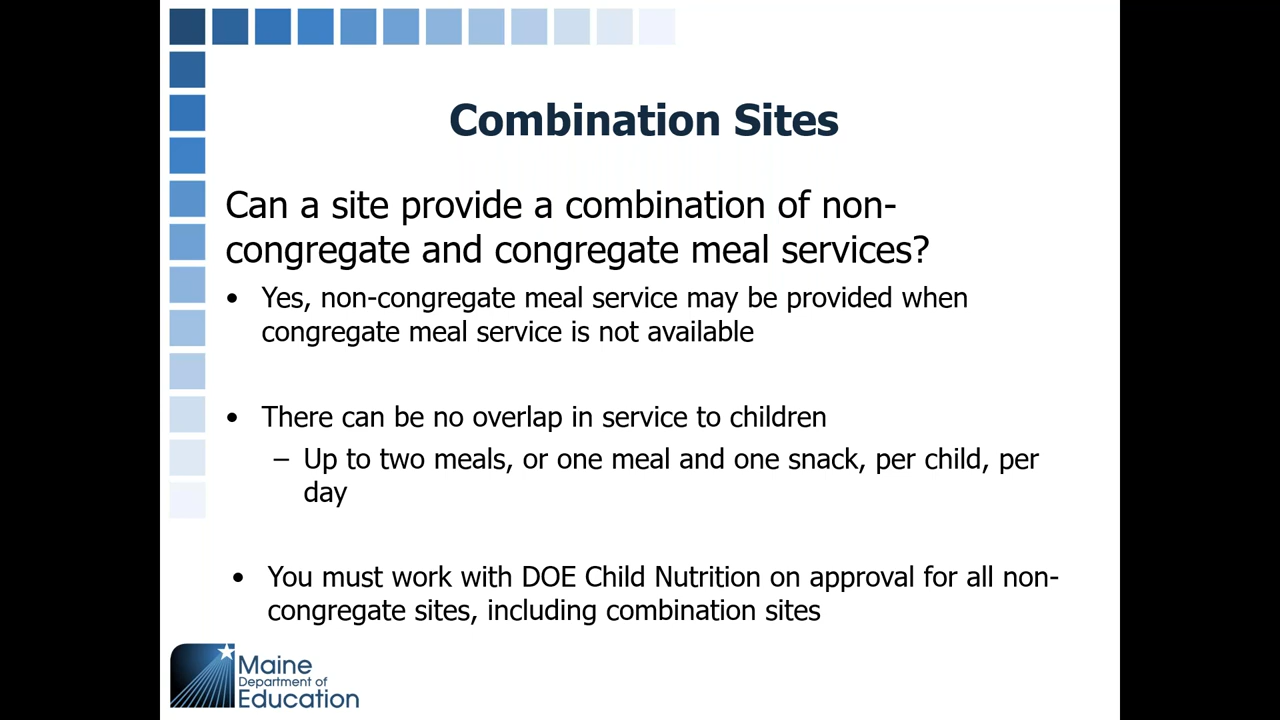 Combination Sites
Can a site provide a combination of non-
congregate and congregate meal services?
• Yes, non-congregate meal service may be provided when
congregate meal service is not available
• There can be no overlap in service to children
– Up to two meals, or one meal and one snack, per child, per
day
• You must work with DOE Child Nutrition on approval for all non-
congregate sites, including combination sites
Maine
Department of
Education